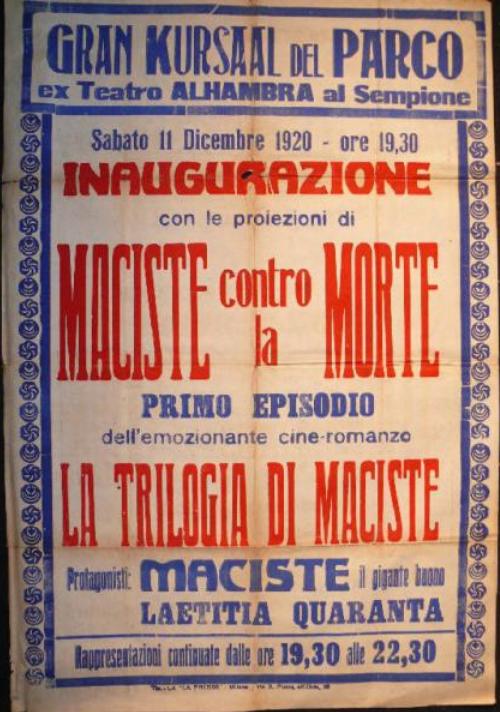 GRAN KURSAAL DEL PARCO
ex Teatro ALHAMBRA al Sempione
Sabato 11 Dicembre 1920 - ore 19,30
INAUGURAZIONE
con le proiezioni di
MACISTE contro la MORTE
PRIMO EPISODIO
dell'emozionante cine-romanzo
LA TRILOGIA DI MACISTE
Protagonisti: MACISTE il gigante buono
LAETITIA QUARANTA
Rappresentazioni continuate dalle ore 19,30 alle 22,30